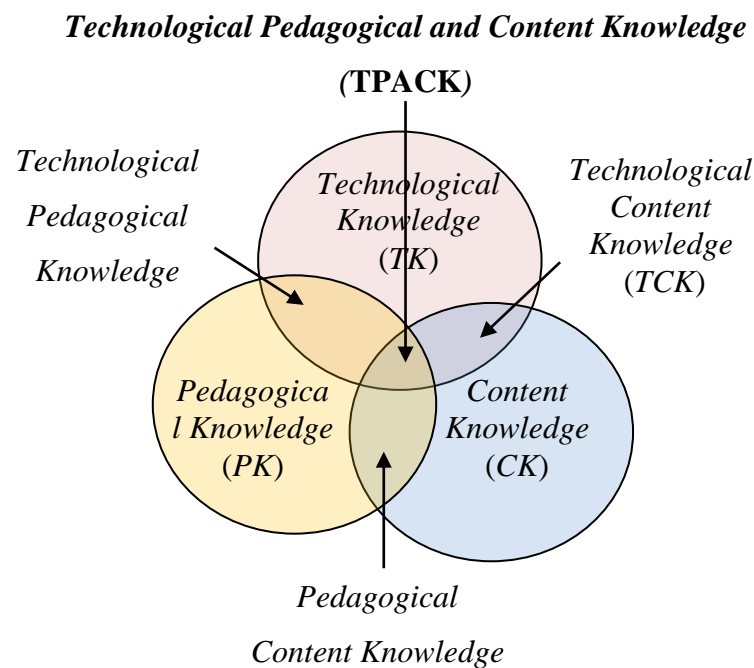 Technological Pedagogical and Content Knowledge
(TPACK)
Technological
Pedagogical
Knowledge
Technological
Knowledge
(TK)
Technological
Content
Knowledge
(TCK)
Pedagogica
l Knowledge
(PK)
Content
Knowledge
(CK)
Pedagogical
Content Knowledge